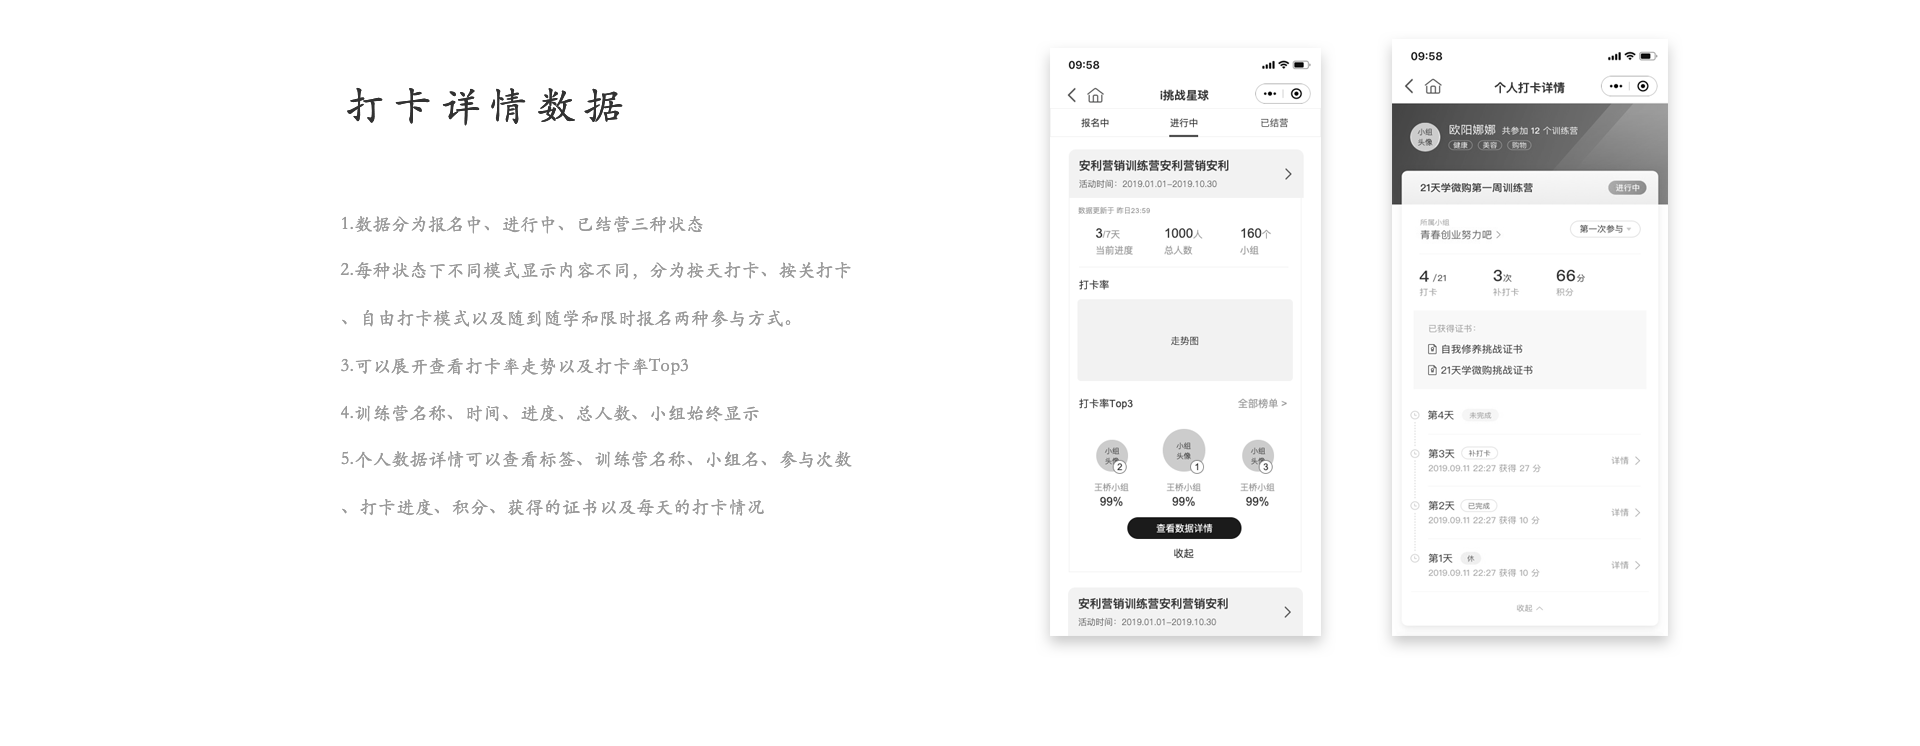 打卡详情数据
1.数据分为报名中、进行中、已结营三种状态
2.每种状态下不同模式显示内容不同，分为按天打卡、按关打卡
、自由打卡模式以及随到随学和限时报名两种参与方式。
3.可以展开查看打卡率走势以及打卡率Top3
4.训练营名称、时间、进度、总人数、小组始终显示
5.个人数据详情可以查看标签、训练营名称、小组名、参与次数
、打卡进度、积分、获得的证书以及每天的打卡情况
09:58
i挑战星球
报名中 进行中 已结营
安利营销训练营安利营销安利
活动时间：2019.01.01~2019.10.30
数据更新于 昨日23:59
3/7天 1000人 160个
当前进度 总人数 小组
打卡率
走势图
打卡率Top3 全部榜单 >
小组 小组 小组
头像 头像 头像
2 1 3
王桥小组 王桥小组 王桥小组
99% 99% 99%
查看数据详情
收起
安利营销训练营安利营销安利
活动时间：2019.01.01~2019.10.30
09:58
个人打卡详情
小组
头像
欧阳娜娜 共参加 12 个训练营
健康 美容 购物
21天学微购第一周训练营 进行中
所属小组
青春创业努力吧 第一次参与
4 /21 3次 66分
打卡 补打卡 积分
已获得证书：
自我修养挑战证书
21天学微购挑战证书
第4天 未完成
第3天 补打卡
2019.09.11 22:27 获得 27 分 详情
第2天 已完成
2019.09.11 22:27 获得 10 分 详情
第1天 休
2019.09.11 22:27 获得 10 分 详情
收起